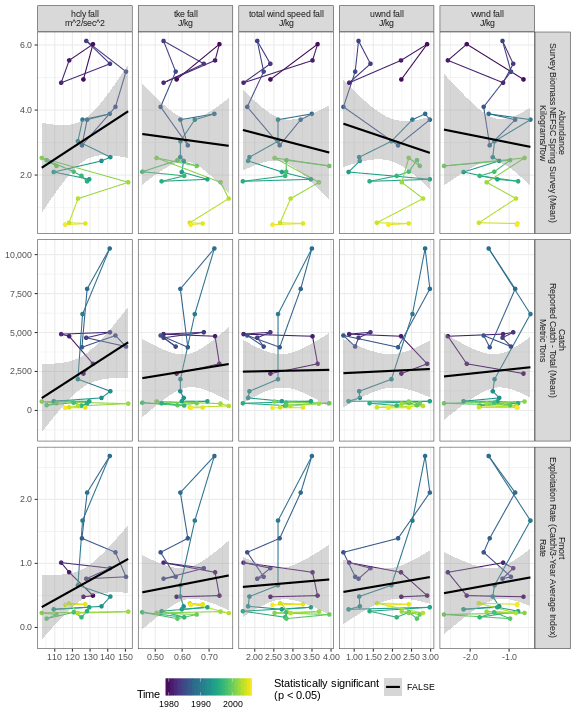 hcly fall
m^2/sec^2
tke fall
J/kg
total wind speed fall
J/kg
uwnd fall
J/kg
vwnd fall
J/kg
6.0
4.0
2.0
Abundance
Survey Biomass NEFSC Spring Survey (Mean)
Kilograms/Tow
10,000
7,500
5,000
2,500
0
Catch
Reported Catch - Total (Mean)
Metric Tons
2.0
1.0
0.0
Fmort
Exploitation Rate (Catch/3-Year Average Index)
Rate
110 120 130 140 150
0.50 0.60 0.70
2.00 2.50 3.00 3.50 4.00
1.00 1.50 2.00 2.50 3.00
-2.0 -1.0
Time
1980 1990 2000
Statistically significant
(p < 0.05)
FALSE